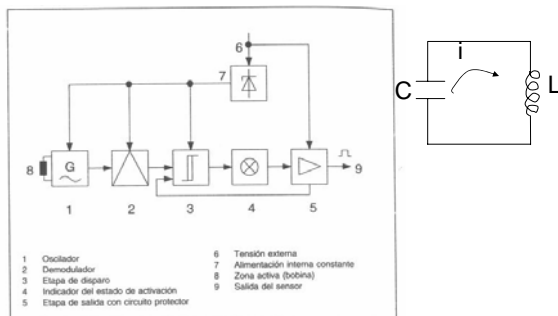 6
7
G
8
9
1
2
3
4
5
1 Oscilador
2 Demodulador
3 Etapa de disparo
4 Indicador del estado de activación
5 Etapa de salida con circuito protector
6 Tensión externa
7 Alimentación interna constante
8 Zona activa (bobina)
9 Salida del sensor
i
C
L